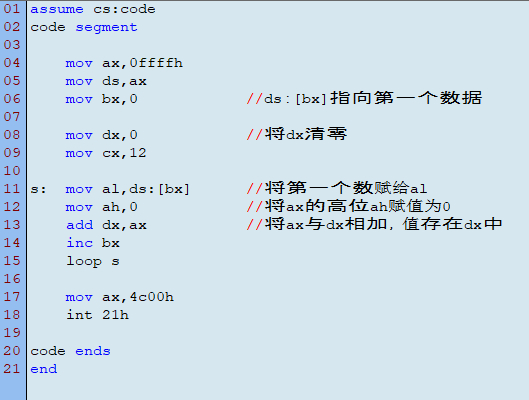 01 assume cs:code
02 code segment
03
04 mov ax,0ffffh
05 mov ds,ax
06 mov bx,0 //ds:[bx]指向第一个数据
07
08 mov dx,0 //将dx清零
09 mov cx,12
10
11 s: mov al,ds:[bx] //将第一个数赋给al
12 mov ah,0 //将ax的高位ah赋值为0
13 add dx,ax //将ax与dx相加，值存在dx中
14 inc bx
15 loop s
16
17 mov ax,4c00h
18 int 21h
19
20 code ends
21 end